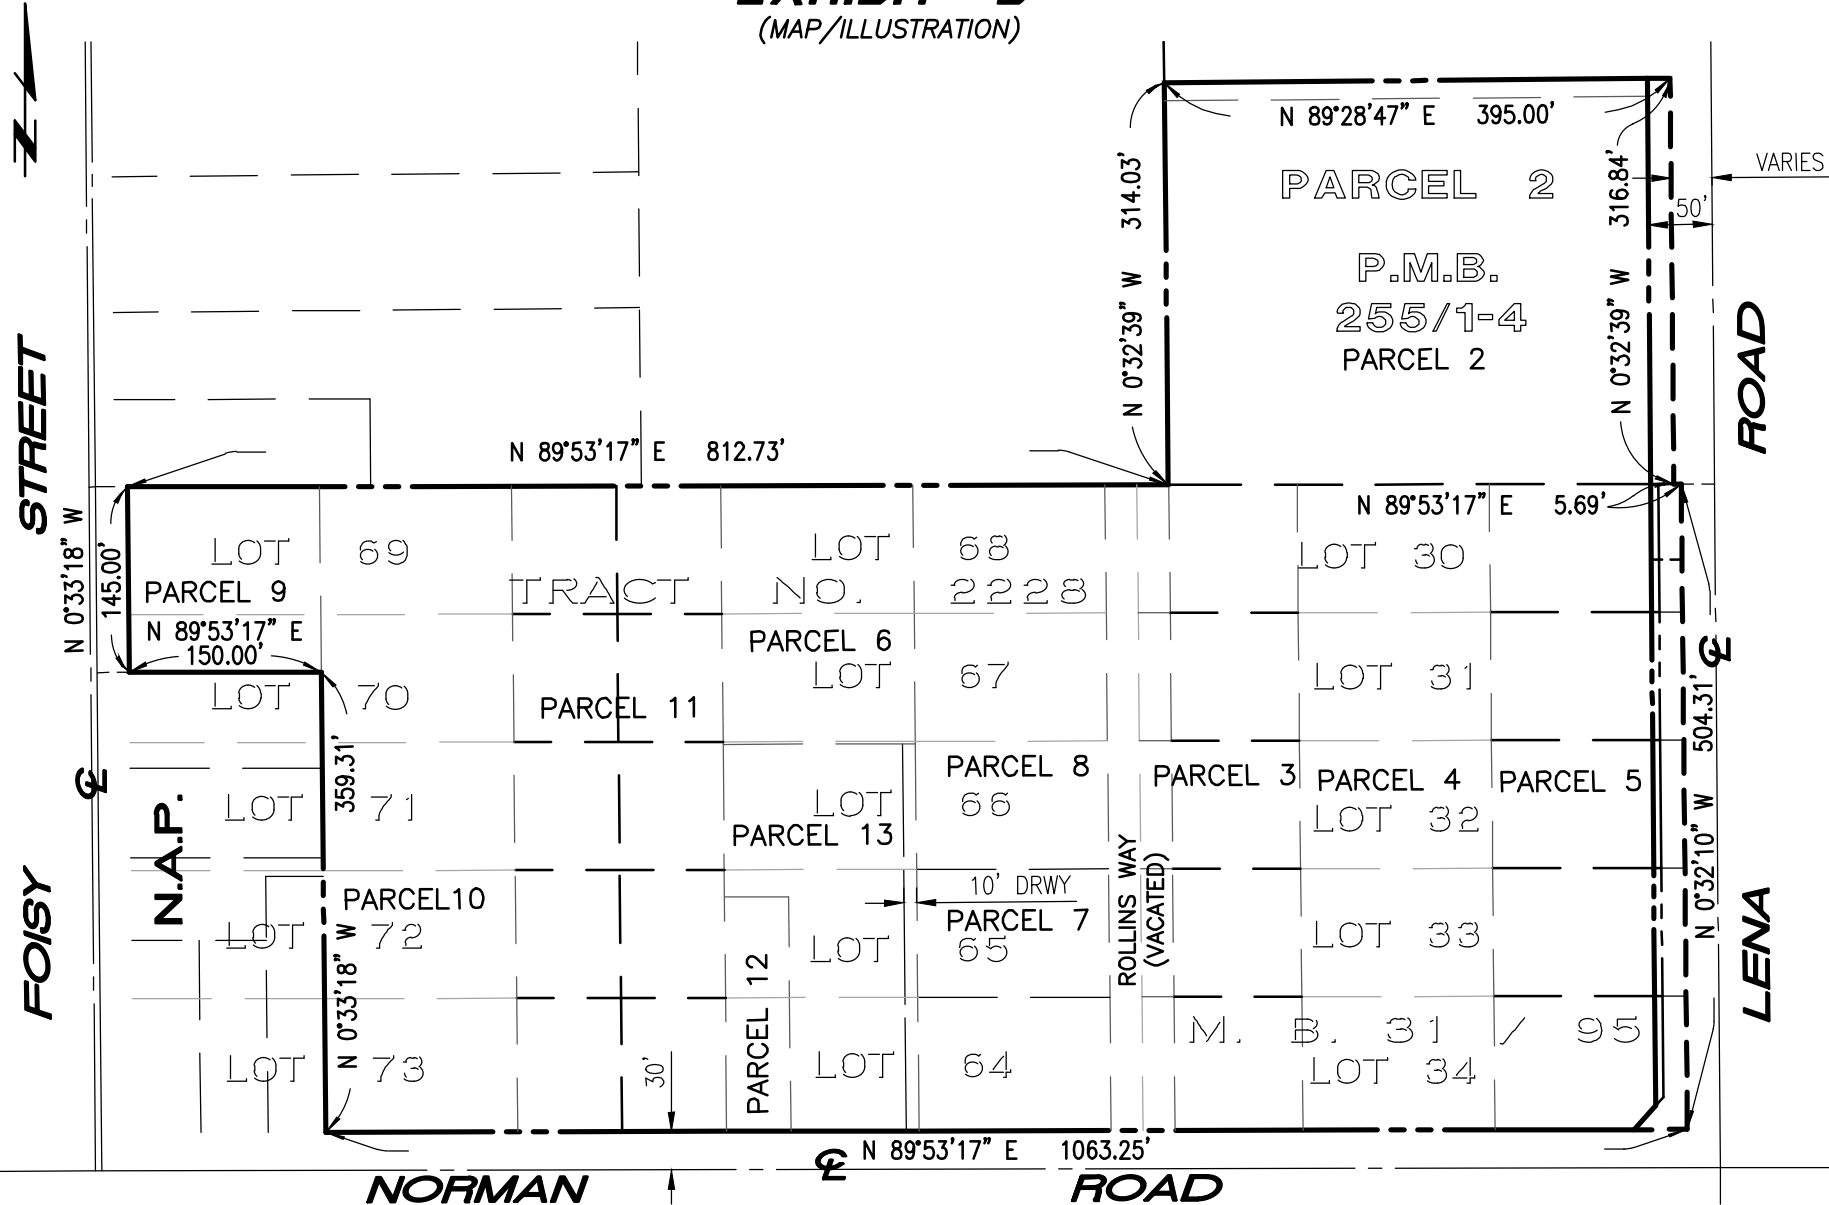 (MAP/ILLUSTRATION)
N
N 89°28'47" E 395.00'
314.03'
316.84'
VARIES
50'
PARCEL 2
P.M.B.
255/1-4
PARCEL 2
N 0°32'39" W
N 0°32'39" W
ROAD
STREET
N 89°53'17" E 812.73'
N 89°53'17" E 5.69'
N 0°33'18" W
145.00'
LOT 69
LOT 68
LOT 30
PARCEL 9
TRACT NO. 2228
N 89°53'17" E
150.00'
PARCEL 6
LOT 70
LOT 67
LOT 31
PARCEL 11
504.31'
359.31'
PARCEL 8
PARCEL 3
PARCEL 4
PARCEL 5
N.A.P.
LOT 71
LOT 66
LOT 32
PARCEL 13
N 0°32'10" W
ROLLINS WAY
(VACATED)
PARCEL10
10' DRWY
PARCEL 7
FOISY
LENA
LOT 72
LOT 65
LOT 33
N 0°33'18" W
PARCEL 12
M. B. 31 / 95
LOT 73
30'
LOT 64
LOT 34
N 89°53'17" E 1063.25'
NORMAN ROAD